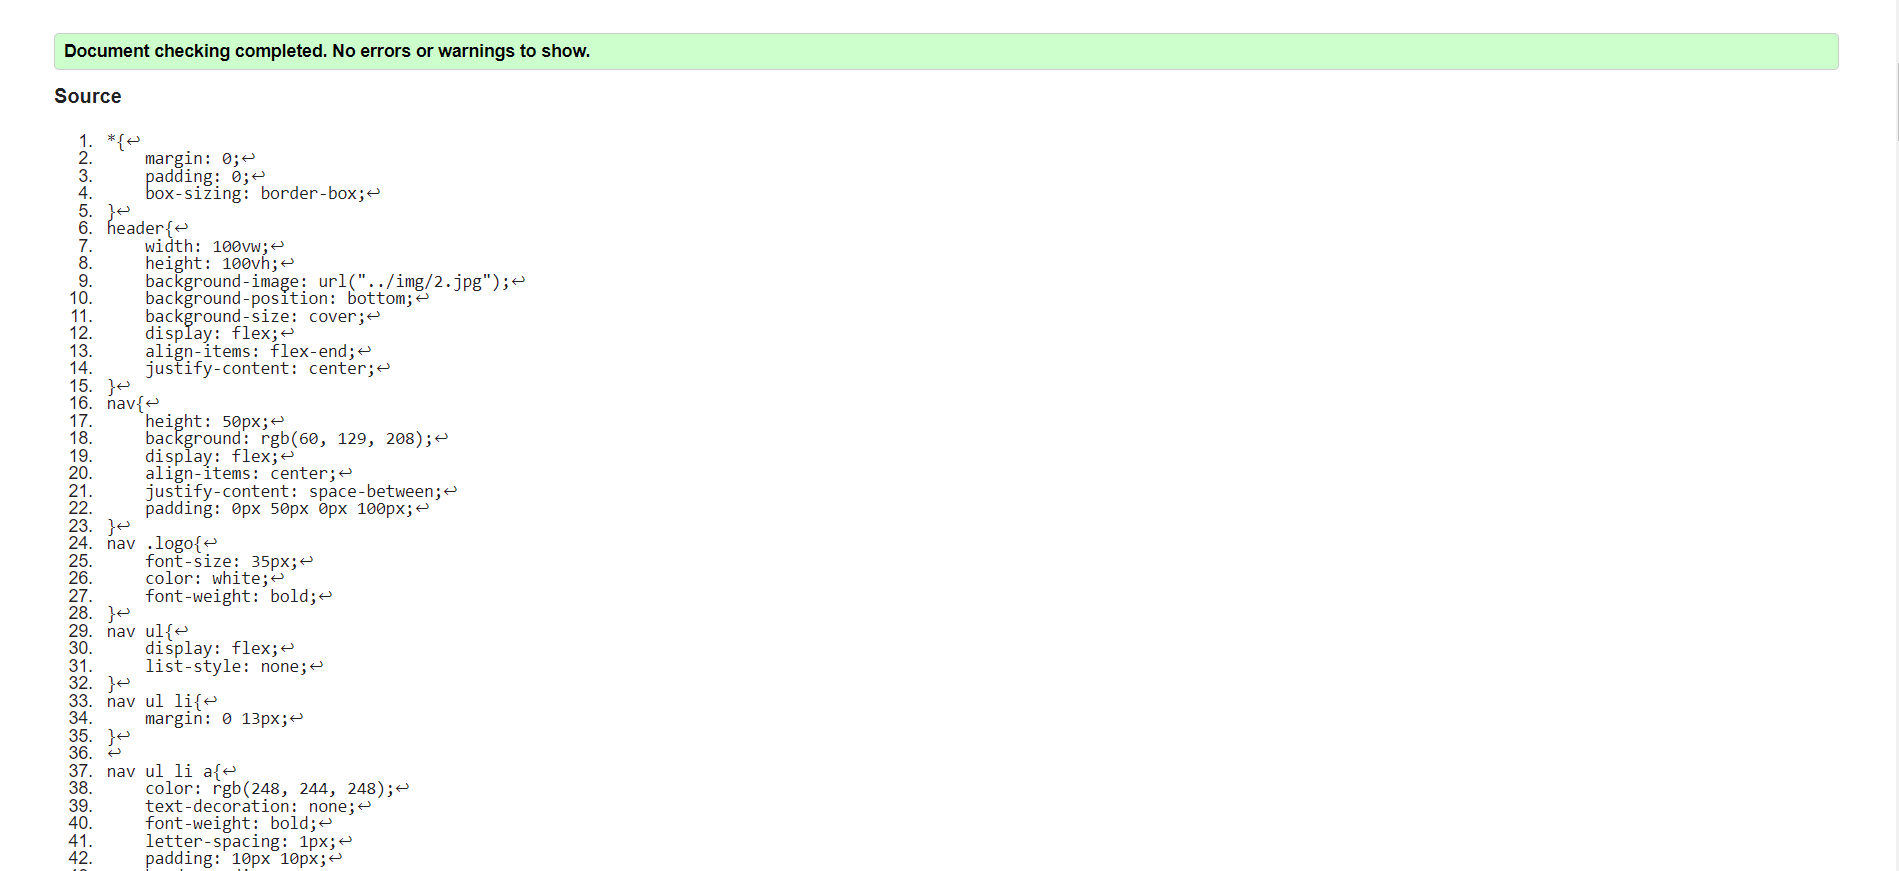 Document checking completed. No errors or warnings to show.
Source
1. *{↩
2.     margin: 0;↩
3.     padding: 0;↩
4.     box-sizing: border-box;↩
5. }↩
6. header{↩
7.     width: 100vw;↩
8.     height: 100vh;↩
9.     background-image: url("../img/2.jpg");↩
10.     background-position: bottom;↩
11.     background-size: cover;↩
12.     display: flex;↩
13.     align-items: flex-end;↩
14.     justify-content: center;↩
15. }↩
16. nav{↩
17.     height: 50px;↩
18.     background: rgb(60, 129, 208);↩
19.     display: flex;↩
20.     align-items: center;↩
21.     justify-content: space-between;↩
22.     padding: 0px 50px 0px 100px;↩
23. }↩
24. nav .logo{↩
25.     font-size: 35px;↩
26.     color: white;↩
27.     font-weight: bold;↩
28. }↩
29. nav ul{↩
30.     display: flex;↩
31.     list-style: none;↩
32. }↩
33. nav ul li{↩
34.     margin: 0 13px;↩
35. }↩
36. ↩
37. nav ul li a{↩
38.     color: rgb(248, 244, 248);↩
39.     text-decoration: none;↩
40.     font-weight: bold;↩
41.     letter-spacing: 1px;↩
42.     padding: 10px 10px;↩